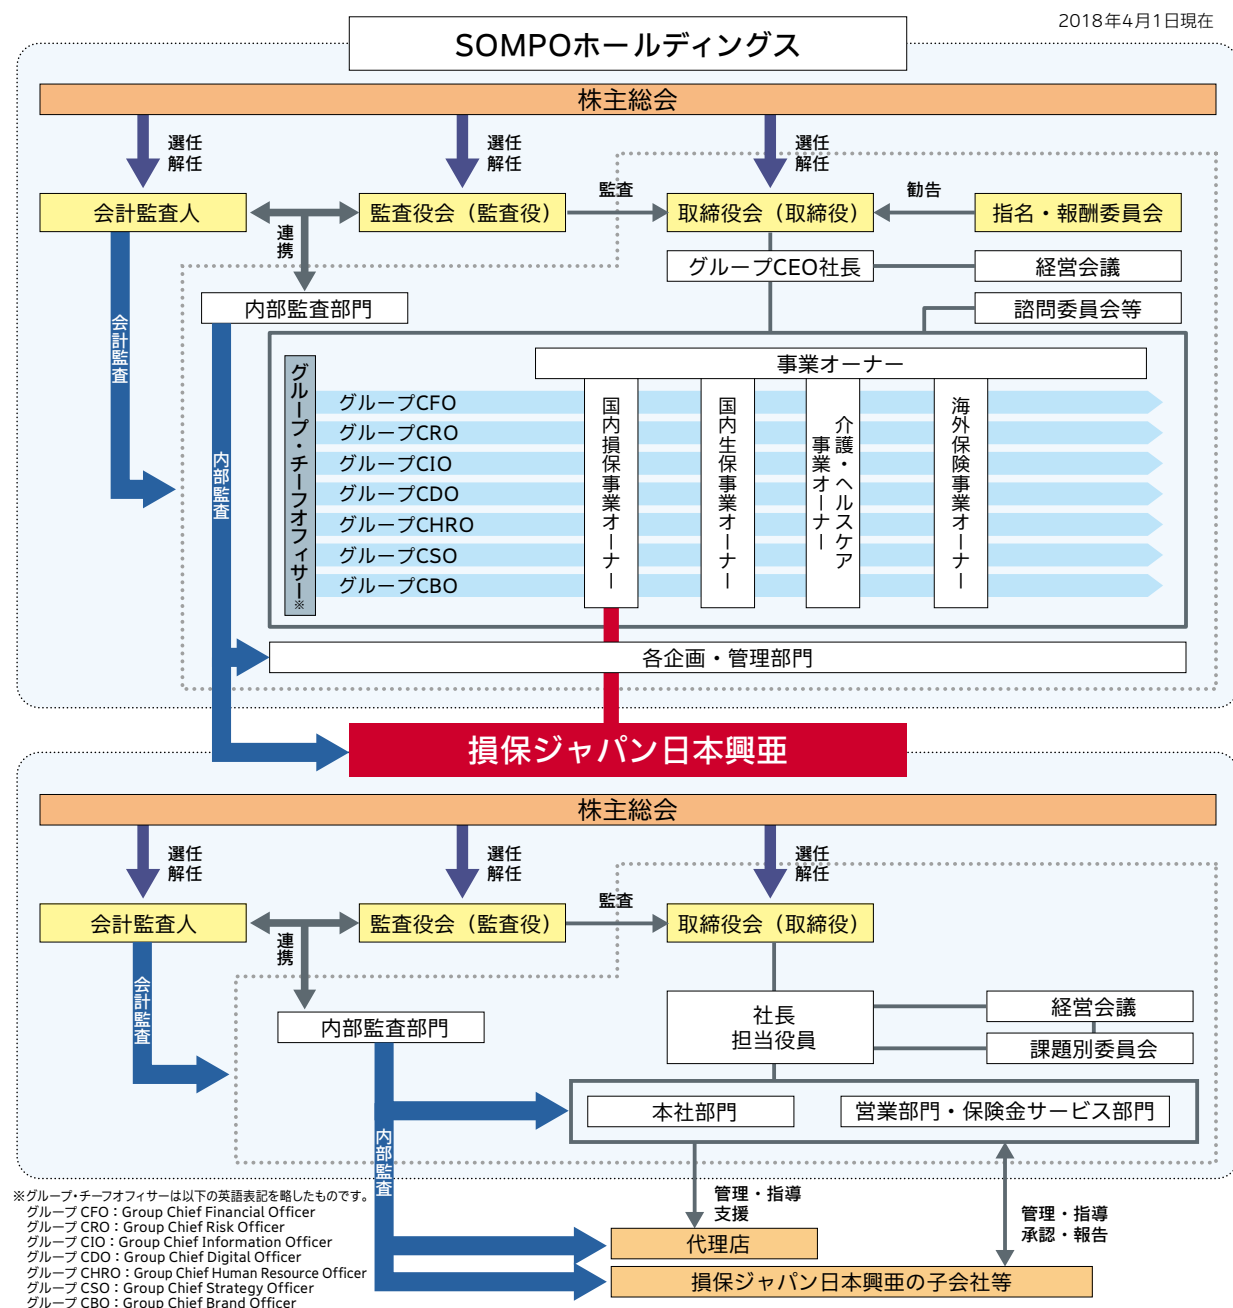 2018年4月1日現在
SOMPOホールディングス
株主総会
選任
解任
選任
解任
選任
解任
会計監査人
監査役会（監査役）
監査
取締役会（取締役）
勧告
指名・報酬委員会
連携
グループCEO社長
経営会議
内部監査部門
諮問委員会等
会計監査
内部監査
事業オーナー
グループ・チーフオフィサー※
グループCFO
グループCRO
グループCIO
グループCDO
グループCHRO
グループCSO
グループCBO
国内損保事業オーナー
国内生保事業オーナー
介護・ヘルスケア
事業オーナー
海外保険事業オーナー
各企画・管理部門
損保ジャパン日本興亜
株主総会
選任
解任
選任
解任
選任
解任
会計監査人
監査役会（監査役）
監査
取締役会（取締役）
連携
会計監査
内部監査部門
社長
担当役員
経営会議
課題別委員会
本社部門
営業部門・保険金サービス部門
内部監査
管理・指導
支援
管理・指導
承認・報告
代理店
損保ジャパン日本興亜の子会社等
※グループ・チーフオフィサーは以下の英語表記を略したものです。
グループ CFO：Group Chief Financial Officer
グループ CRO：Group Chief Risk Officer
グループ CIO：Group Chief Information Officer
グループ CDO：Group Chief Digital Officer
グループ CHRO：Group Chief Human Resource Officer
グループ CSO：Group Chief Strategy Officer
グループ CBO：Group Chief Brand Officer